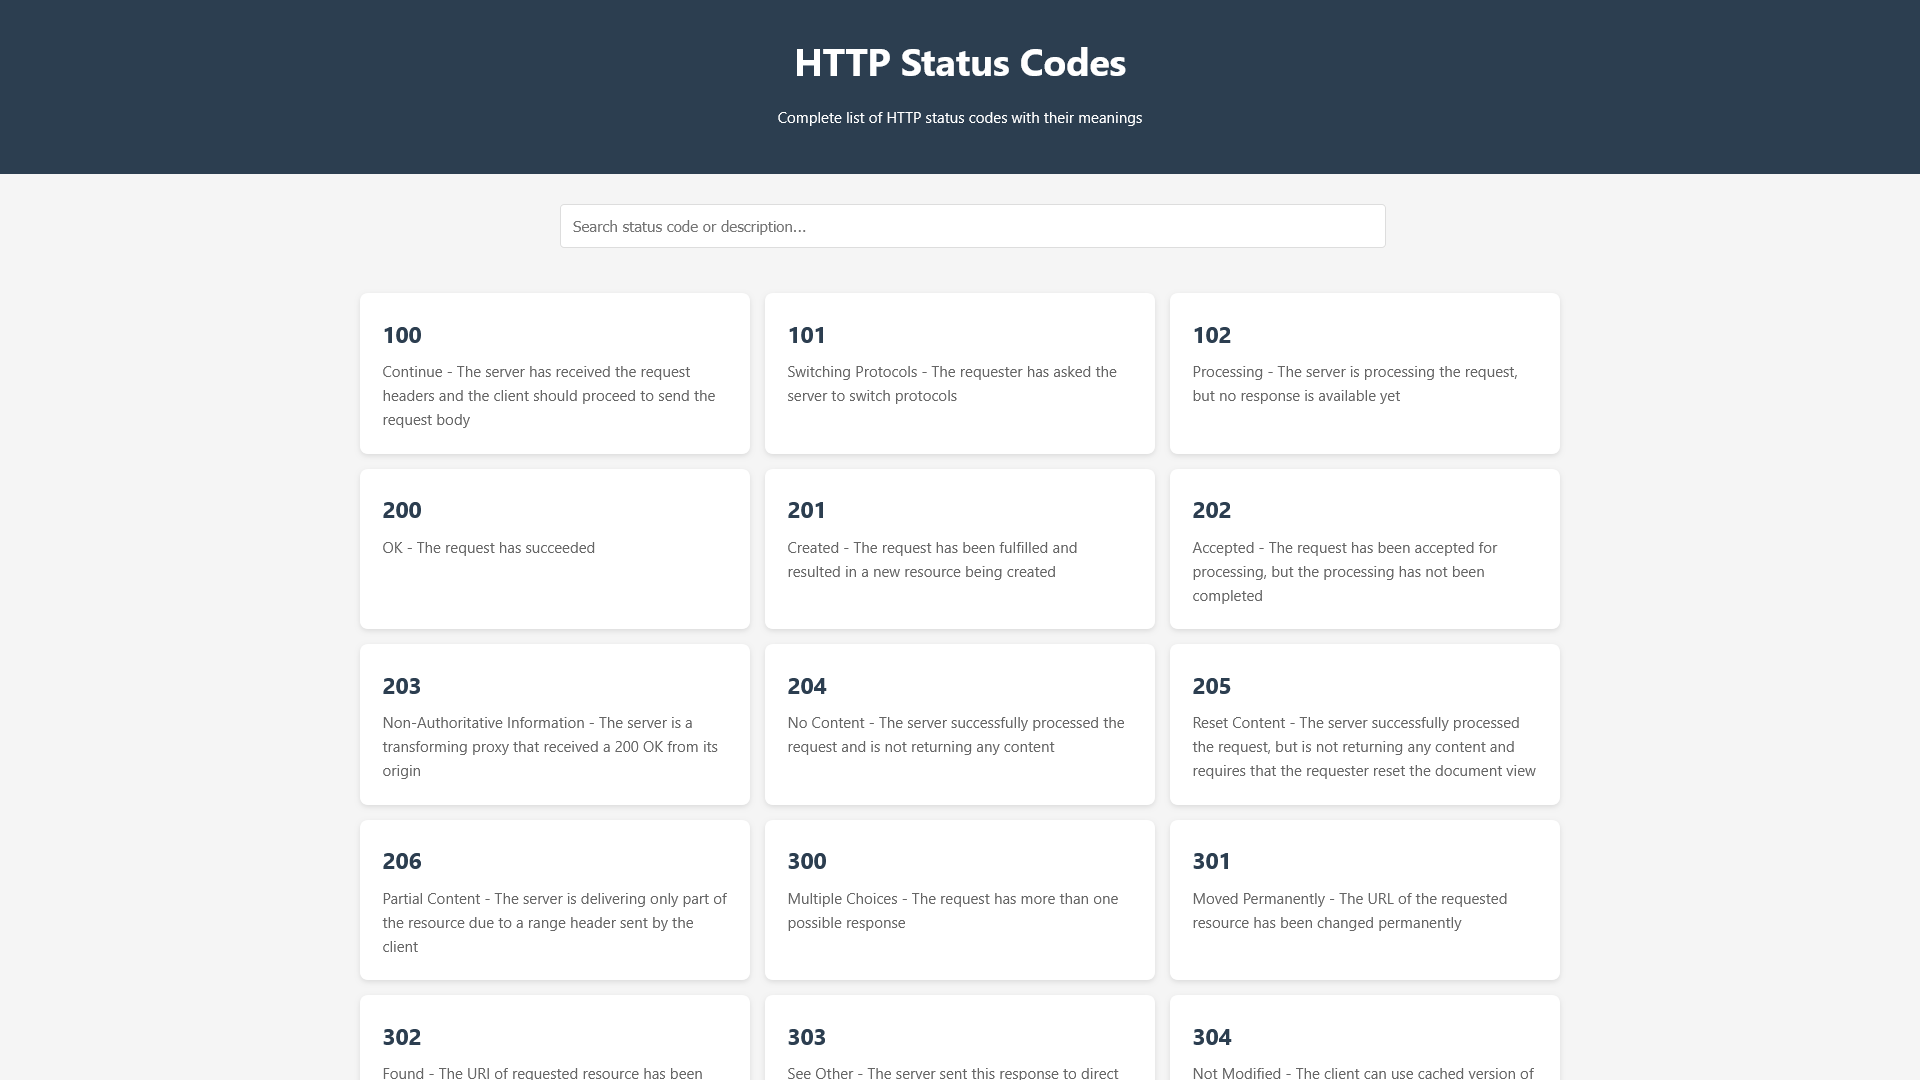 HTTP Status Codes
Complete list of HTTP status codes with their meanings
Search status code or description...
100
Continue - The server has received the request
headers and the client should proceed to send the
request body
101
Switching Protocols - The requester has asked the
server to switch protocols
102
Processing - The server is processing the request,
but no response is available yet
200
OK - The request has succeeded
201
Created - The request has been fulfilled and
resulted in a new resource being created
202
Accepted - The request has been accepted for
processing, but the processing has not been
completed
203
Non-Authoritative Information - The server is a
transforming proxy that received a 200 OK from its
origin
204
No Content - The server successfully processed the
request and is not returning any content
205
Reset Content - The server successfully processed
the request, but is not returning any content and
requires that the requester reset the document view
206
Partial Content - The server is delivering only part of
the resource due to a range header sent by the
client
300
Multiple Choices - The request has more than one
possible response
301
Moved Permanently - The URL of the requested
resource has been changed permanently
302
Found - The URI of requested resource has been
303
See Other - The server sent this response to direct
304
Not Modified - The client can use cached version of